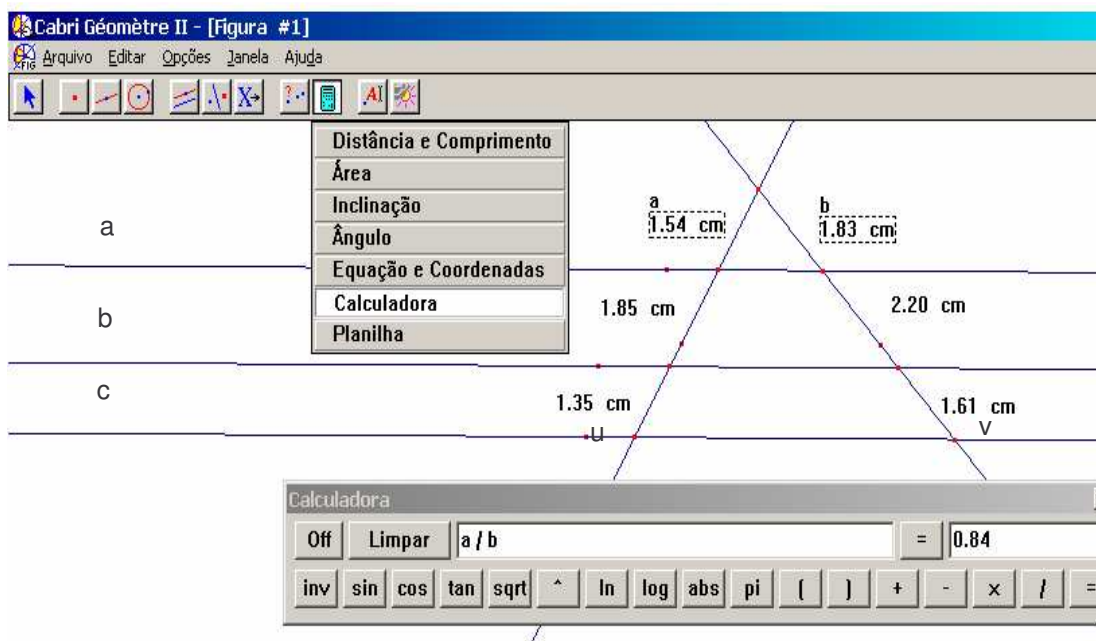 Cabri Géomètre II - [Figura #1]
Arquivo Editar Opções Janela Ajuda
Distância e Comprimento
Área
Inclinação
Ângulo
Equação e Coordenadas
Calculadora
Planilha
a
b
c
a
1.54 cm
b
1.83 cm
1.85 cm
2.20 cm
1.35 cm
1.61 cm
u
v
Calculadora
Off Limpar a / b = 0.84
inv sin cos tan sqrt ^ ln log abs pi ( ) + - x / =